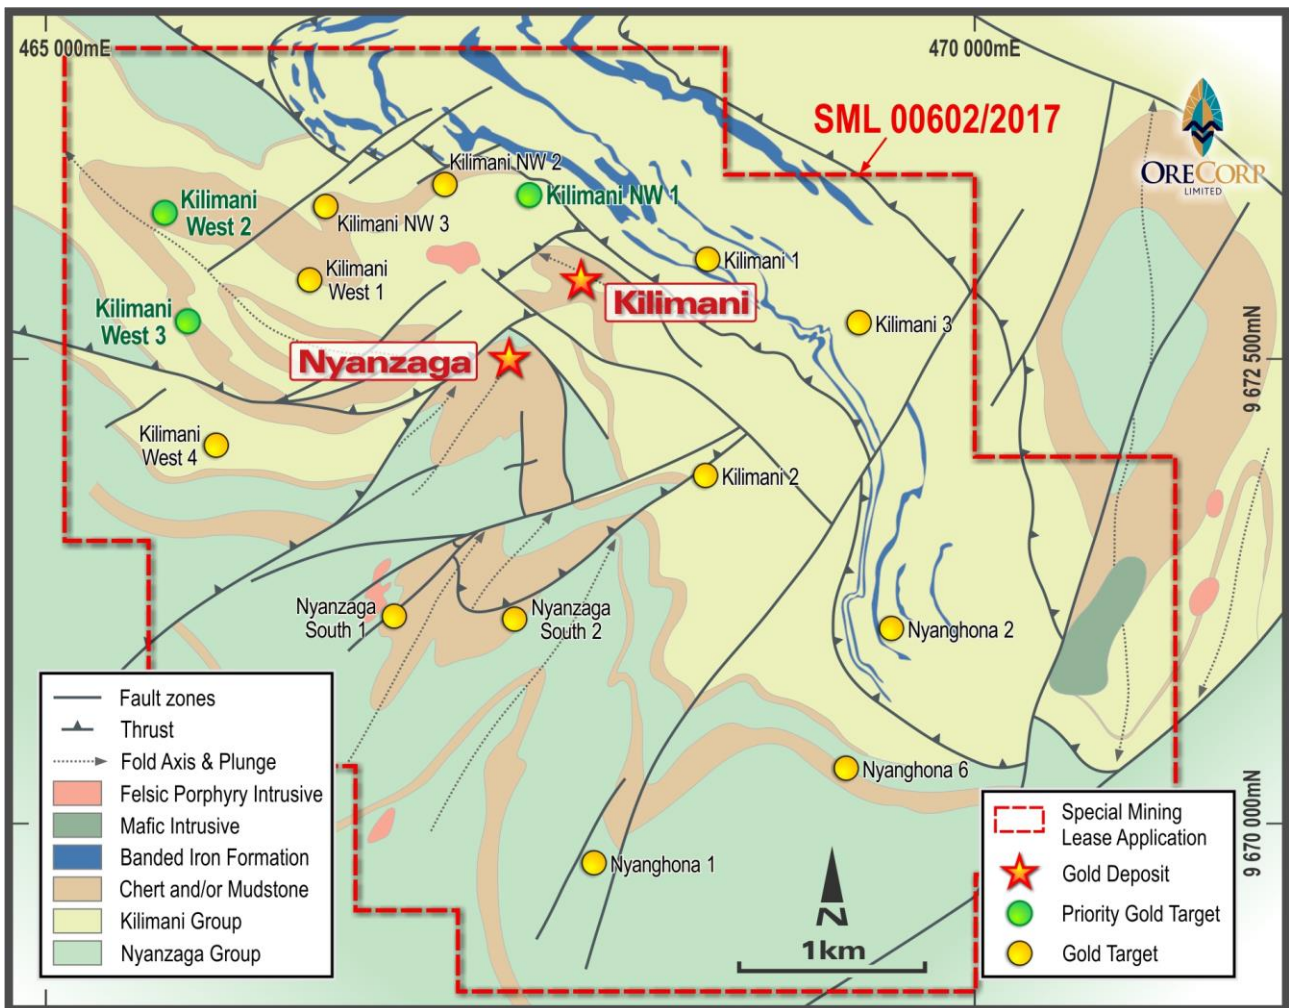 465 000mE
470 000mE
SML 00602/2017
ORECORP
LIMITED
Kilimani NW 2
Kilimani
West 2
Kilimani NW 3
Kilimani NW 1
Kilimani
West 1
Kilimani 1
Kilimani
Kilimani
West 3
Kilimani 3
Nyanzaga
9 672 500mN
Kilimani
West 4
Kilimani 2
Nyanzaga
South 1
Nyanzaga
South 2
Nyanghona 2
Nyanghona 6
Nyanghona 1
9 670 000mN
Fault zones
Thrust
Fold Axis & Plunge
Felsic Porphyry Intrusive
Mafic Intrusive
Banded Iron Formation
Chert and/or Mudstone
Kilimani Group
Nyanzaga Group
N
1km
Special Mining
Lease Application
Gold Deposit
Priority Gold Target
Gold Target